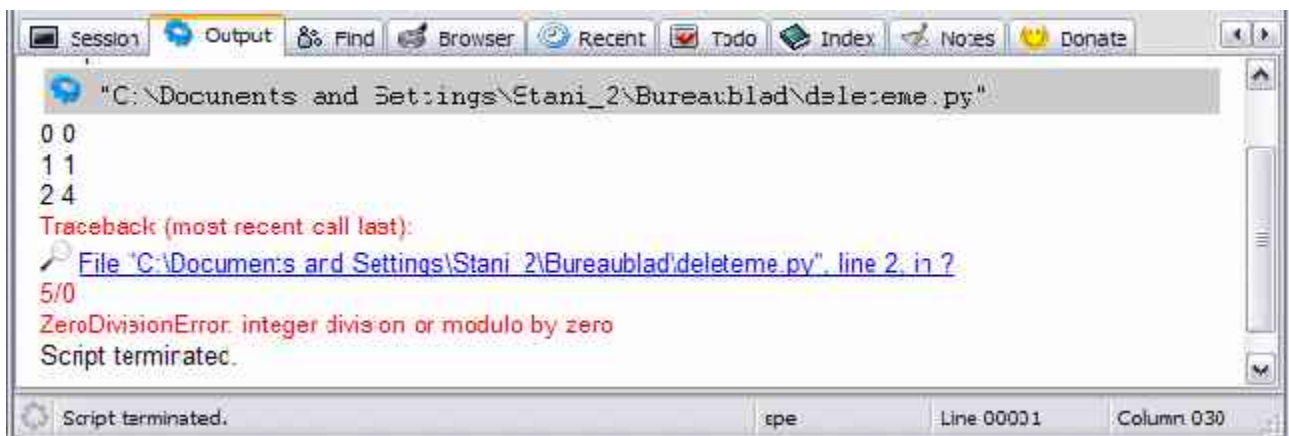 Session Output Find Browser Recent Todo Index Notes Donate
"C:\Documents and Settings\Stani_2\Bureaublad\deleteme.py"
0 0
1 1
2 4
Traceback (most recent call last):
File "C:\Documents and Settings\Stani_2\Bureaublad\deleteme.py", line 2, in ?
5/0
ZeroDivisionError: integer division or modulo by zero
Script terminated.
Script terminated. spe Line 00001 Column 030